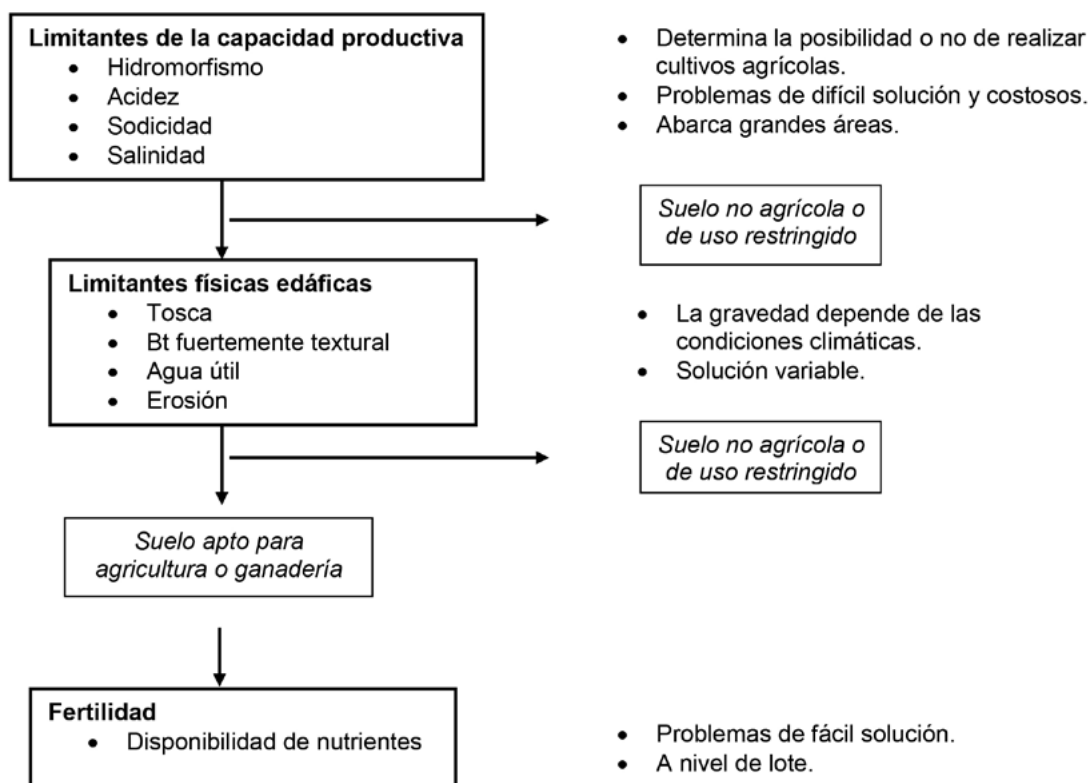 Limitantes de la capacidad productiva
• Hidromorfismo
• Acidez
• Sodicidad
• Salinidad
• Determina la posibilidad o no de realizar
cultivos agrícolas.
• Problemas de difícil solución y costosos.
• Abarca grandes áreas.
Suelo no agrícola o
de uso restringido
Limitantes físicas edáficas
• Tosca
• Bt fuertemente textural
• Agua útil
• Erosión
• La gravedad depende de las
condiciones climáticas.
• Solución variable.
Suelo no agrícola o
de uso restringido
Suelo apto para
agricultura o ganadería
Fertilidad
• Disponibilidad de nutrientes
• Problemas de fácil solución.
• A nivel de lote.